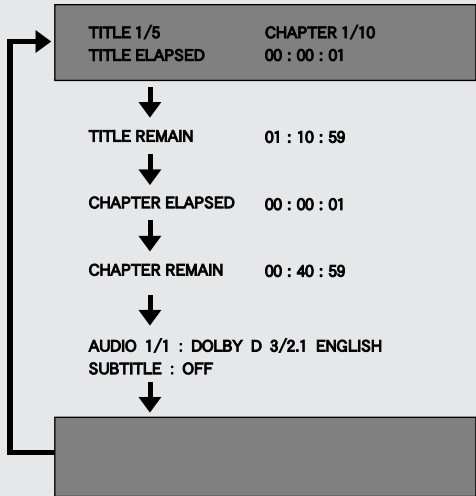 TITLE 1/5 CHAPTER 1/10
TITLE ELAPSED 00 : 00 : 01
TITLE REMAIN 01 : 10 : 59
CHAPTER ELAPSED 00 : 00 : 01
CHAPTER REMAIN 00 : 40 : 59
AUDIO 1/1 : DOLBY D 3/2.1 ENGLISH
SUBTITLE : OFF